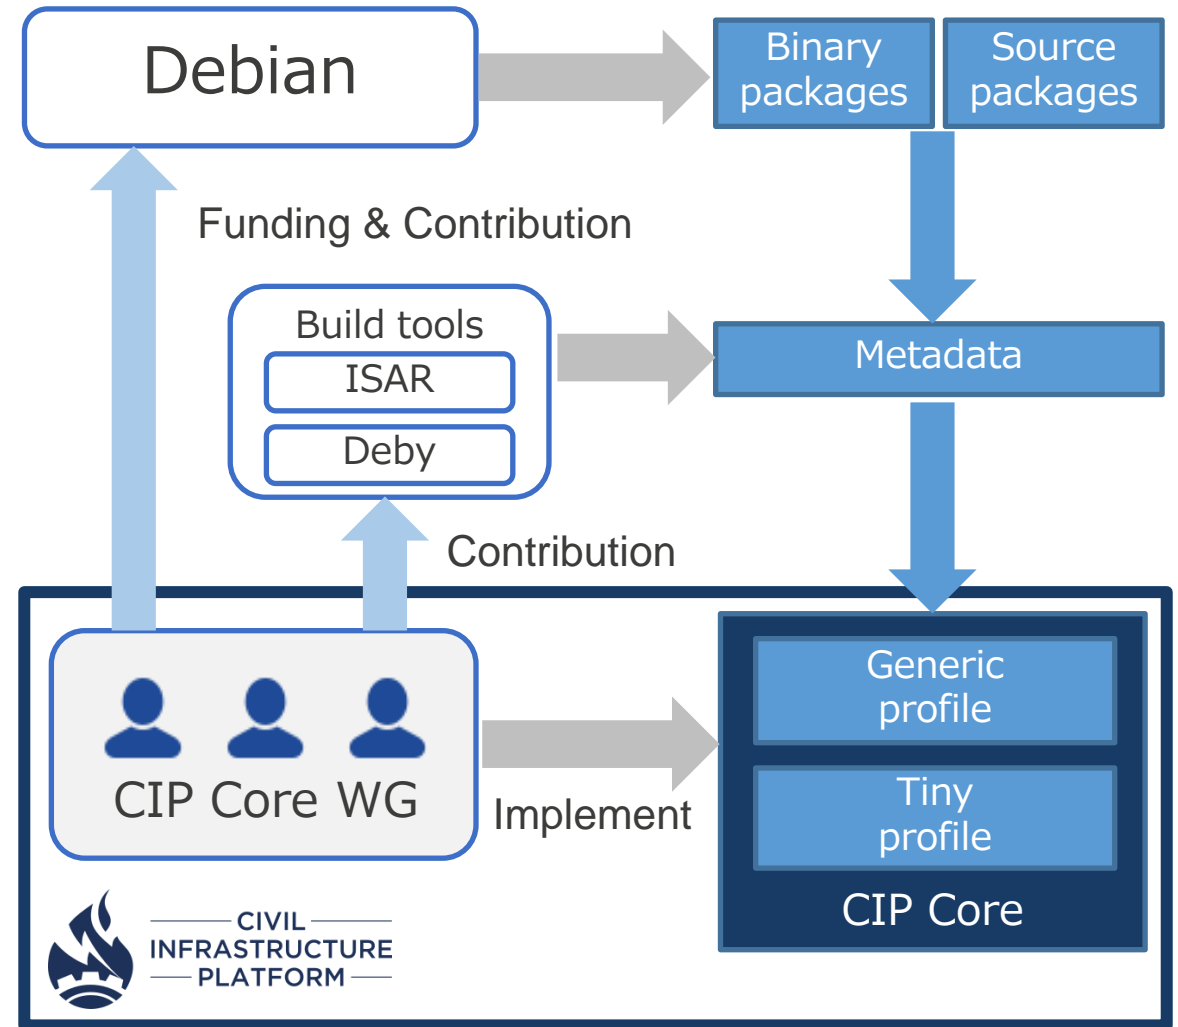 Debian
Binary
packages
Source
packages
Funding & Contribution
Build tools
ISAR
Deby
Metadata
Contribution
CIP Core WG
Implement
Generic
profile
Tiny
profile
CIP Core
CIVIL
INFRASTRUCTURE
PLATFORM